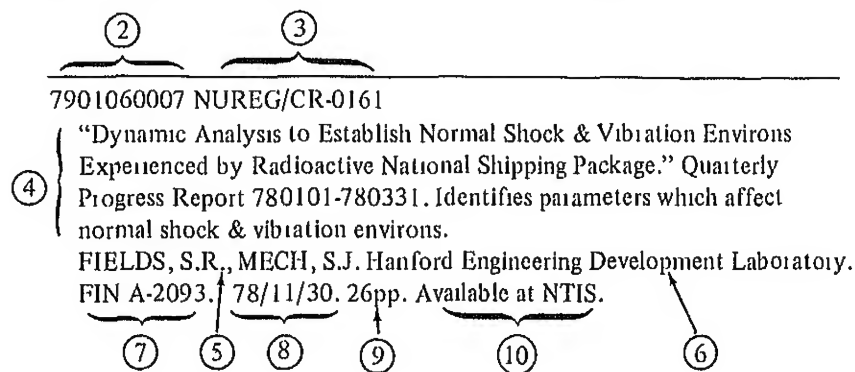 ② ③
7901060007 NUREG/CR-0161
“Dynamic Analysis to Establish Normal Shock & Vibration Environs
Experienced by Radioactive National Shipping Package.” Quarterly
④ Progress Report 780101-780331. Identifies parameters which affect
normal shock & vibration environs.
FIELDS, S.R., MECH, S.J. Hanford Engineering Development Laboratory.
FIN A-2093. 78/11/30. 26pp. Available at NTIS.
⑦ ⑤ ⑧ ⑨ ⑩ ⑥